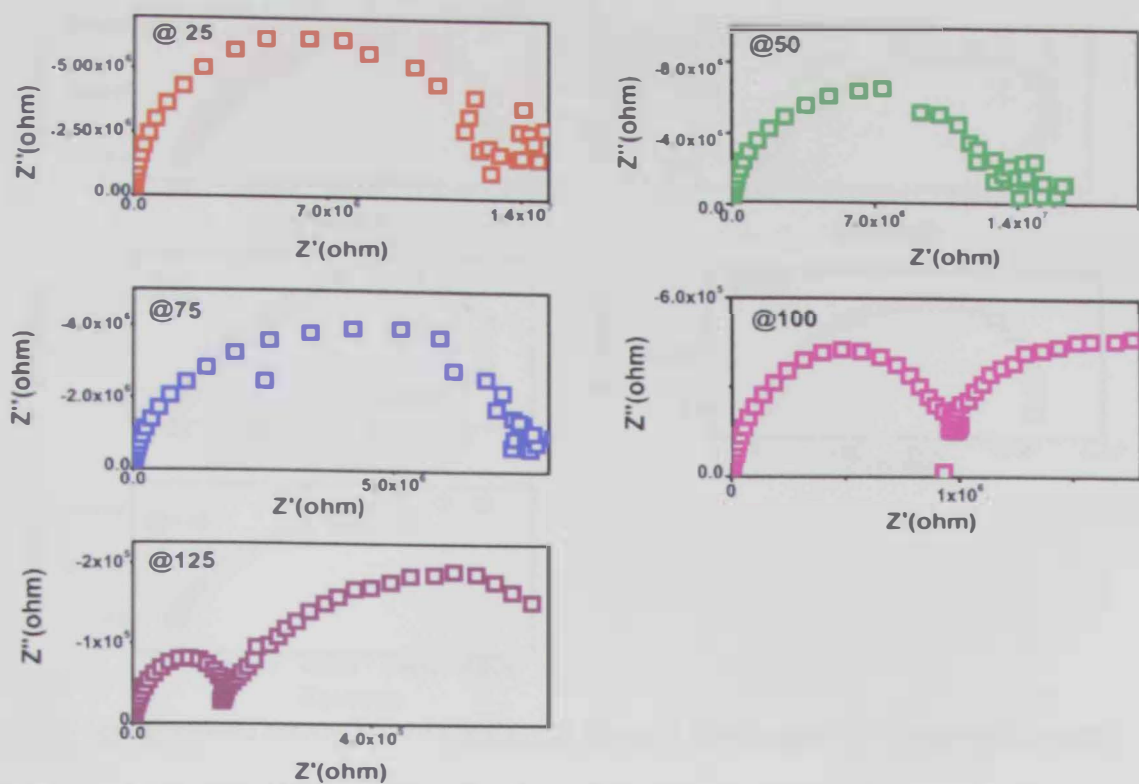 @ 25
-5 00x10⁶
-2.50x10⁶
0.00
0.0
7.0x10⁶
1.4x10⁷
Z''(ohm)
Z'(ohm)
@50
-8 0x10⁶
-4.0x10⁶
0.0
0.0
7.0x10⁶
1.4x10⁷
Z''(ohm)
Z'(ohm)
@75
-4.0x10⁶
-2.0x10⁶
0.0
0.0
5.0x10⁶
Z''(ohm)
Z'(ohm)
@100
-6.0x10⁵
0.0
0
1x10⁶
Z''(ohm)
Z'(ohm)
@125
-2x10⁵
-1x10⁵
0
0.0
4.0x10⁵
Z''(ohm)
Z'(ohm)